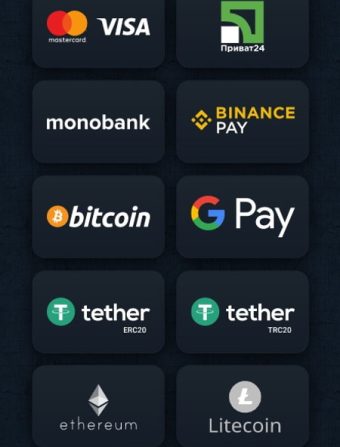 mastercard VISA
Приват24
monobank
BINANCE
PAY
bitcoin
G Pay
tether
ERC20
tether
TRC20
ethereum
Litecoin